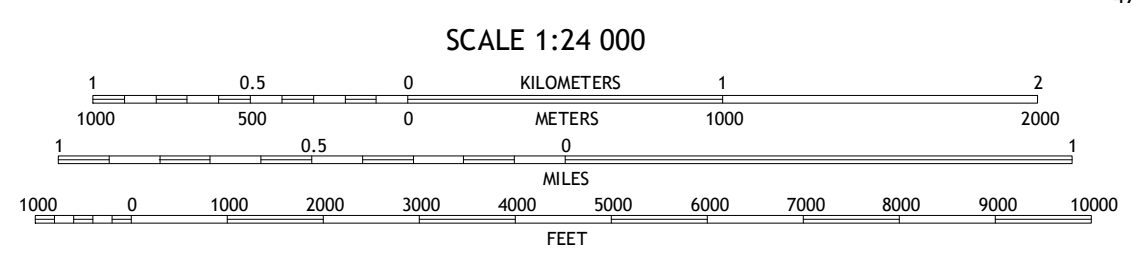 SCALE 1:24 000
1 0.5 0 KILOMETERS 1 2
1000 500 0 METERS 1000 2000
1 0.5 0 1
MILES
1000 0 1000 2000 3000 4000 5000 6000 7000 8000 9000 10000
FEET